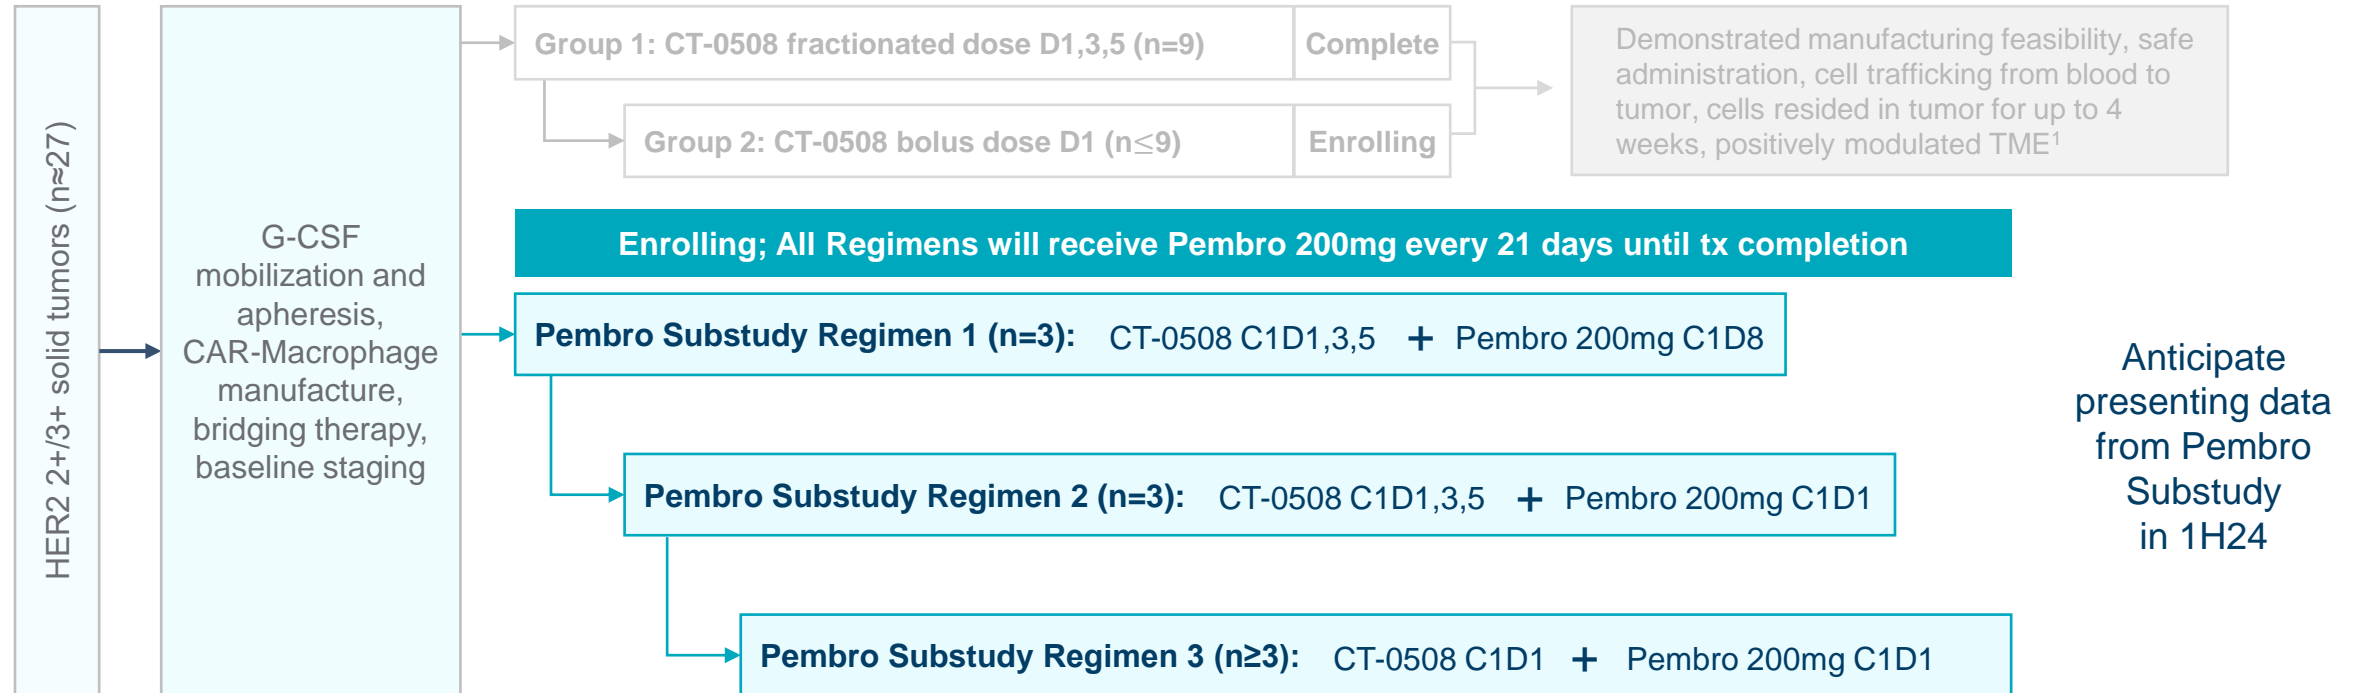 HER2 2+/3+ solid tumors (n≈27)
G-CSF
mobilization and
apheresis,
CAR-Macrophage
manufacture,
bridging therapy,
baseline staging
Group 1: CT-0508 fractionated dose D1,3,5 (n=9)
Complete
Group 2: CT-0508 bolus dose D1 (n≤9)
Enrolling
Demonstrated manufacturing feasibility, safe
administration, cell trafficking from blood to
tumor, cells resided in tumor for up to 4
weeks, positively modulated TME¹
Enrolling; All Regimens will receive Pembro 200mg every 21 days until tx completion
Pembro Substudy Regimen 1 (n=3): CT-0508 C1D1,3,5 + Pembro 200mg C1D8
Pembro Substudy Regimen 2 (n=3): CT-0508 C1D1,3,5 + Pembro 200mg C1D1
Pembro Substudy Regimen 3 (n≥3): CT-0508 C1D1 + Pembro 200mg C1D1
Anticipate
presenting data
from Pembro
Substudy
in 1H24